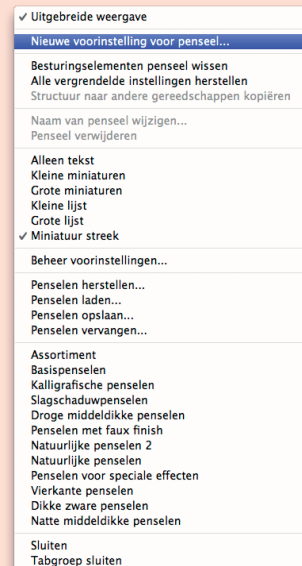 ✓ Uitgebreide weergave
Nieuwe voorinstelling voor penseel...
Besturingselementen penseel wissen
Alle vergrendelde instellingen herstellen
Structuur naar andere gereedschappen kopiëren
Naam van penseel wijzigen...
Penseel verwijderen
Alleen tekst
Kleine miniaturen
Grote miniaturen
Kleine lijst
Grote lijst
✓ Miniatuur streek
Beheer voorinstellingen...
Penselen herstellen...
Penselen laden...
Penselen opslaan...
Penselen vervangen...
Assortiment
Basispenselen
Kalligrafische penselen
Slagschaduwpenselen
Droge middeldikke penselen
Penselen met faux finish
Natuurlijke penselen 2
Natuurlijke penselen
Penselen voor speciale effecten
Vierkante penselen
Dikke zware penselen
Natte middeldikke penselen
Sluiten
Tabgroep sluiten